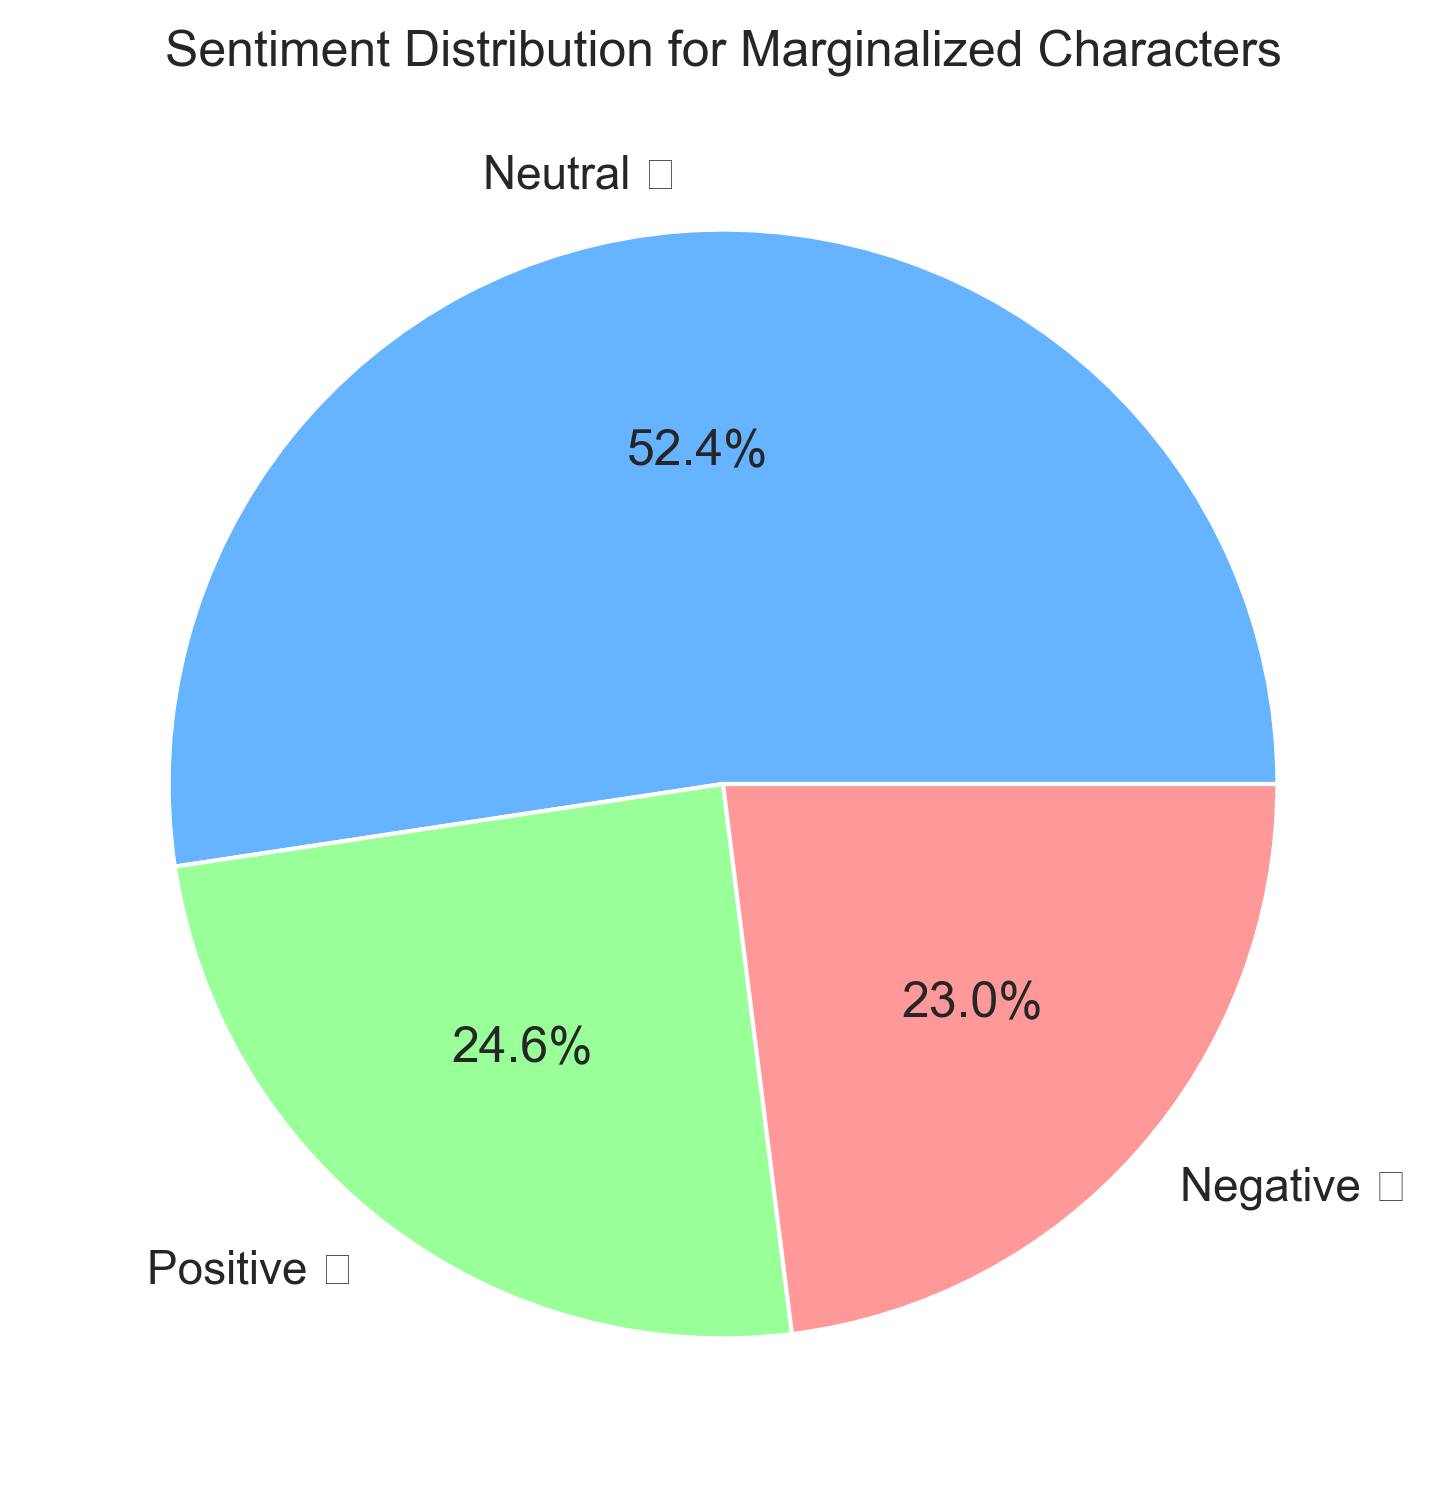 Sentiment Distribution for Marginalized Characters
Neutral
52.4%
23.0%
24.6%
Negative
Positive